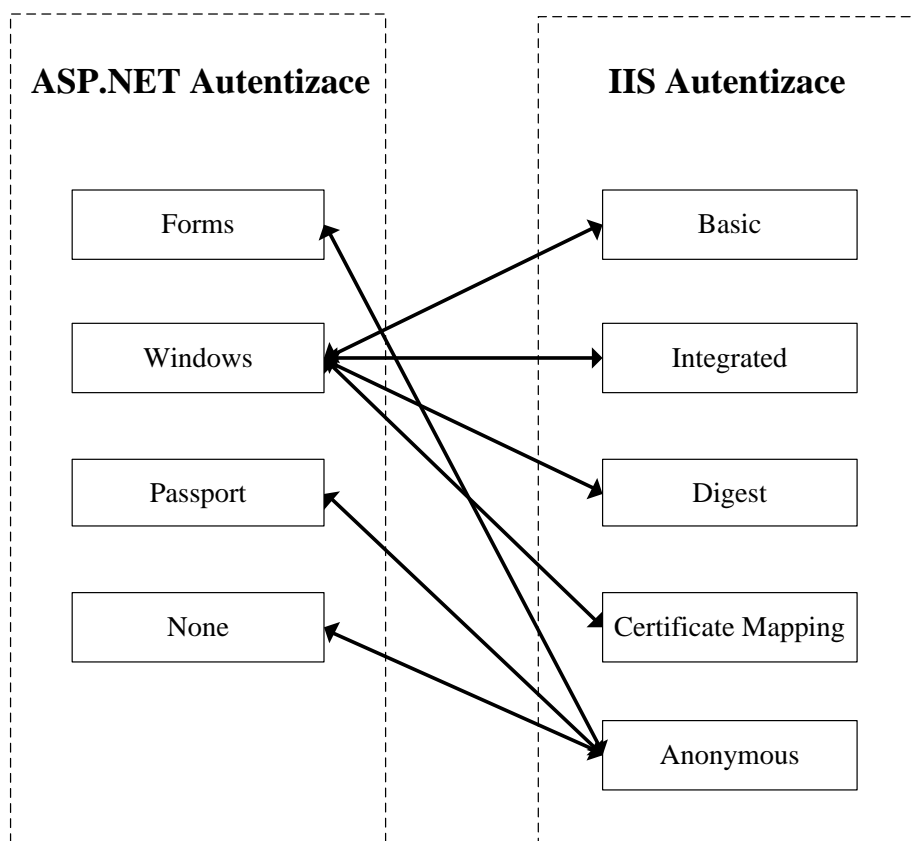 ASP.NET Autentizace
Forms
Windows
Passport
None
IIS Autentizace
Basic
Integrated
Digest
Certificate Mapping
Anonymous